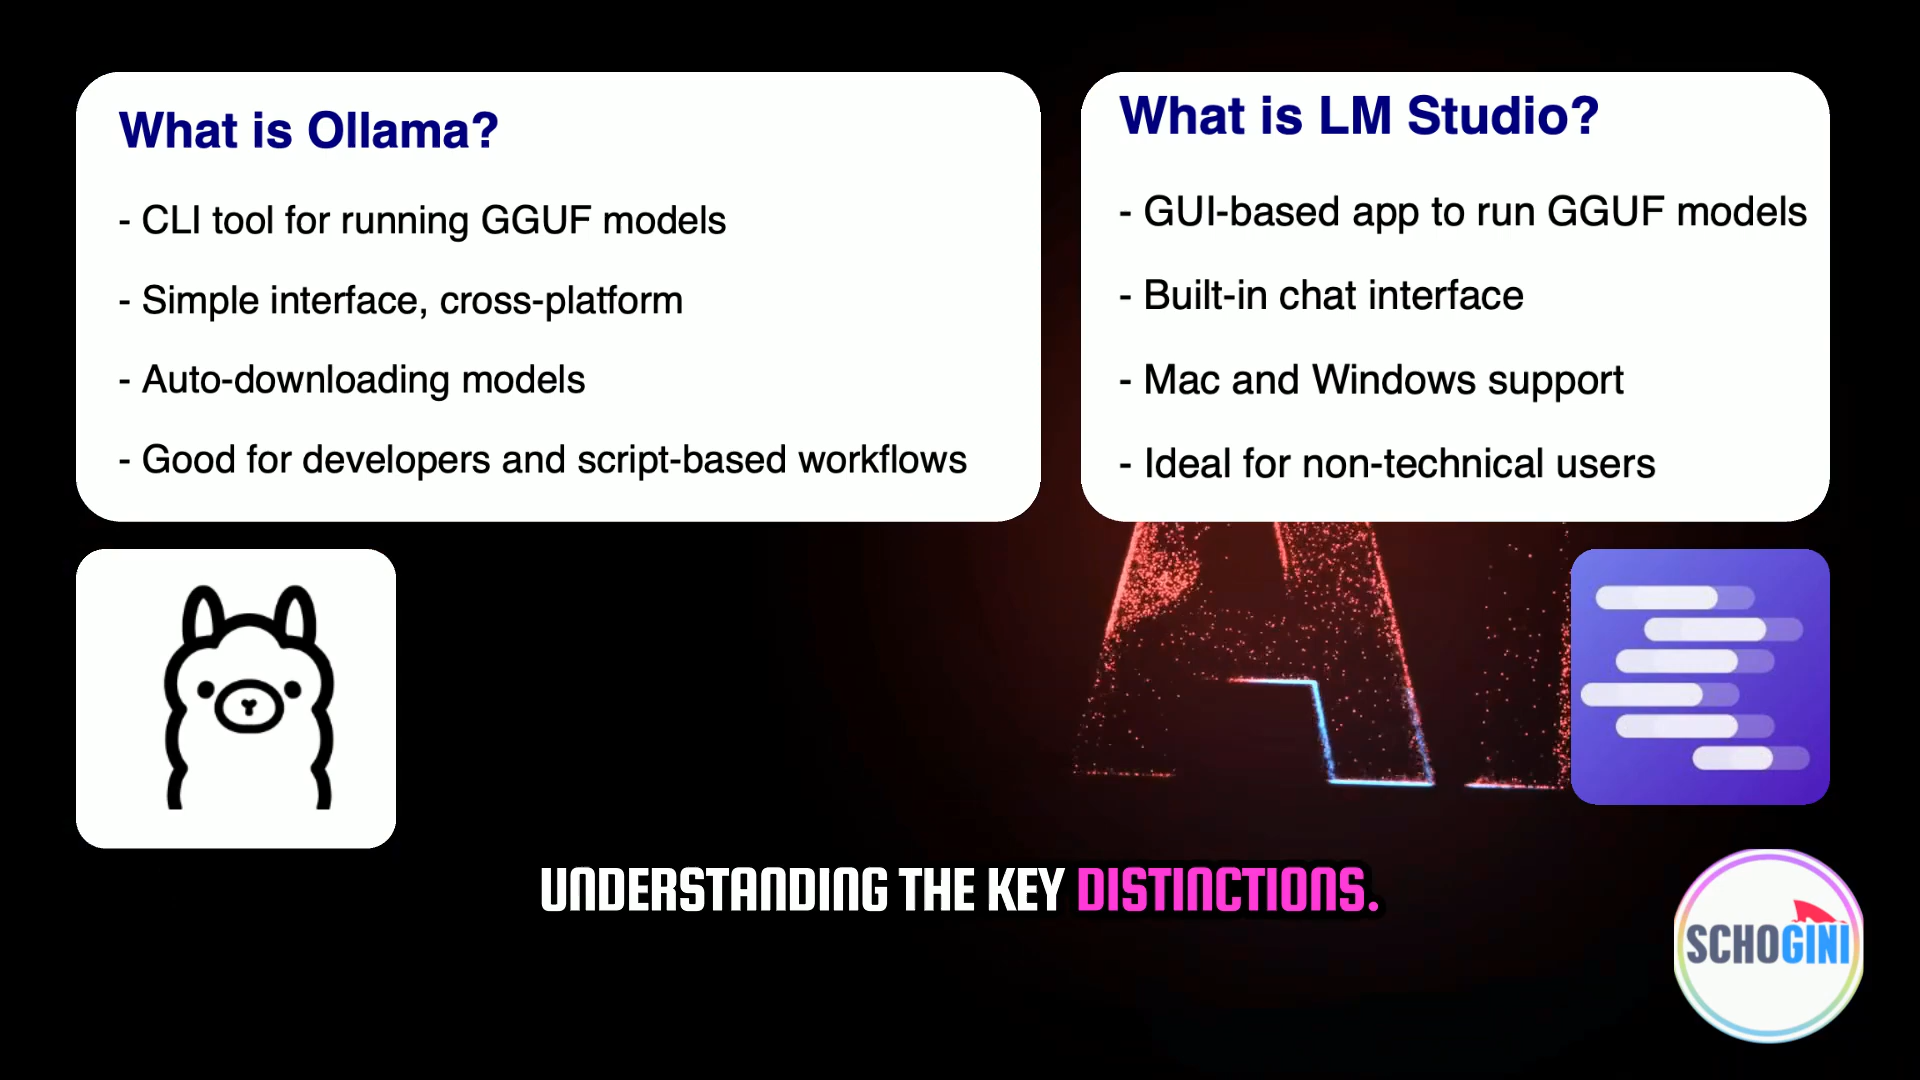 What is Ollama?
- CLI tool for running GGUF models
- Simple interface, cross-platform
- Auto-downloading models
- Good for developers and script-based workflows
What is LM Studio?
- GUI-based app to run GGUF models
- Built-in chat interface
- Mac and Windows support
- Ideal for non-technical users
AI
UNDERSTANDING THE KEY DISTINCTIONS.
SCHOGINI